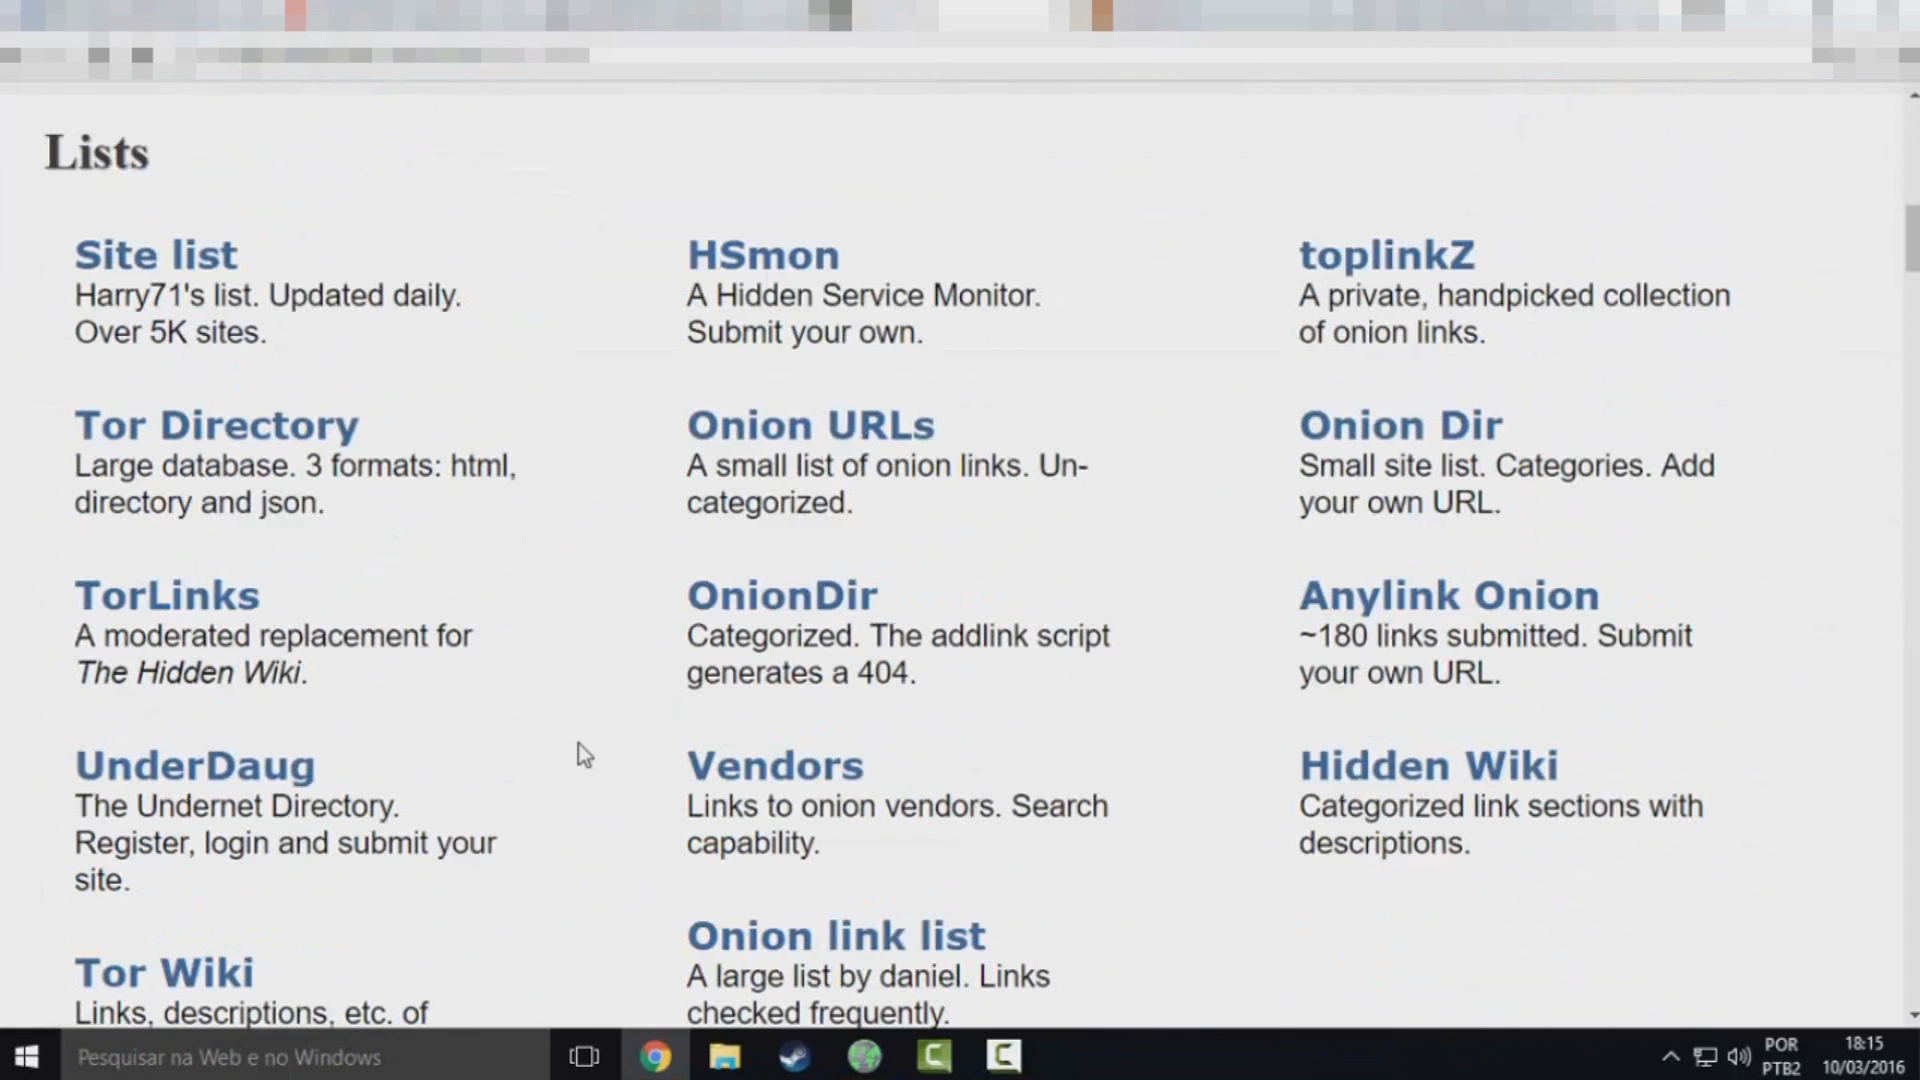 Lists
Site list
Harry71's list. Updated daily.
Over 5K sites.
Tor Directory
Large database. 3 formats: html,
directory and json.
TorLinks
A moderated replacement for
The Hidden Wiki.
UnderDaug
The Undernet Directory.
Register, login and submit your
site.
Tor Wiki
Links, descriptions, etc. of
HSmon
A Hidden Service Monitor.
Submit your own.
Onion URLs
A small list of onion links. Un-
categorized.
OnionDir
Categorized. The addlink script
generates a 404.
Vendors
Links to onion vendors. Search
capability.
Onion link list
A large list by daniel. Links
checked frequently.
toplinkZ
A private, handpicked collection
of onion links.
Onion Dir
Small site list. Categories. Add
your own URL.
Anylink Onion
~180 links submitted. Submit
your own URL.
Hidden Wiki
Categorized link sections with
descriptions.
Pesquisar na Web e no Windows
POR
PTB2
18:15
10/03/2016